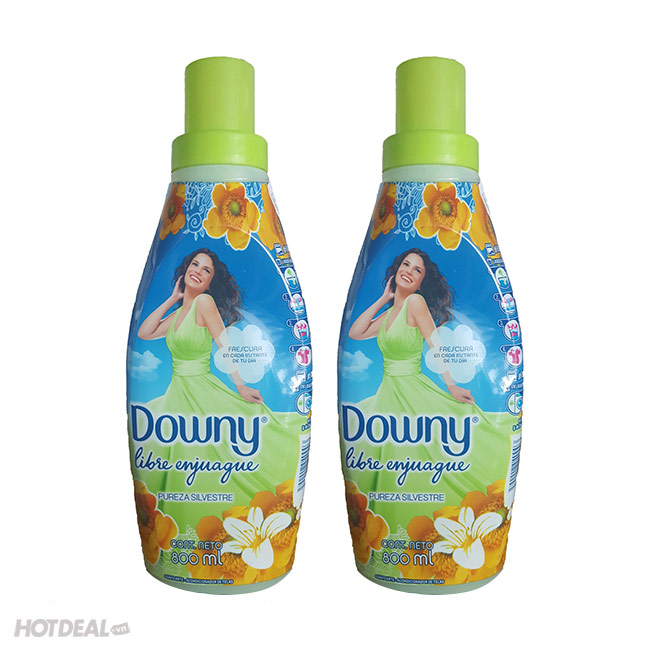 FRESCURA
EN CADA INSTANTE
DE TU DÍA
Downy®
libre enjuague
PUREZA SILVESTRE
CONT. NETO
800 ml
FRESCURA
EN CADA INSTANTE
DE TU DÍA
Downy®
libre enjuague
PUREZA SILVESTRE
CONT. NETO
800 ml
HOTDEAL.vn